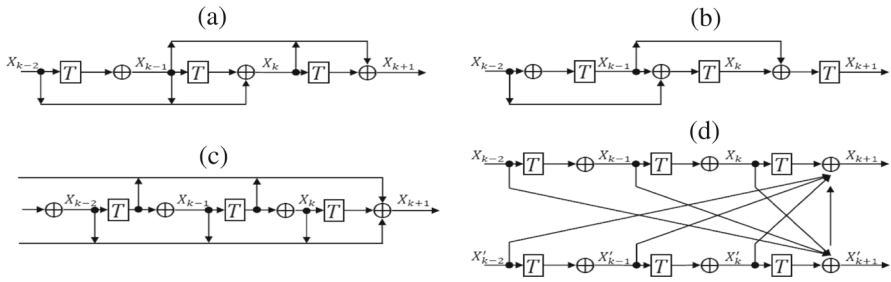 (a)
X_{k-2} T X_{k-1} T X_k T X_{k+1}
(b)
X_{k-2} T X_{k-1} T X_k T X_{k+1}
(c)
X_{k-2} T X_{k-1} T X_k T X_{k+1}
(d)
X_{k-2} T X_{k-1} T X_k T X_{k+1}
X'_{k-2} T X'_{k-1} T X'_k T X'_{k+1}